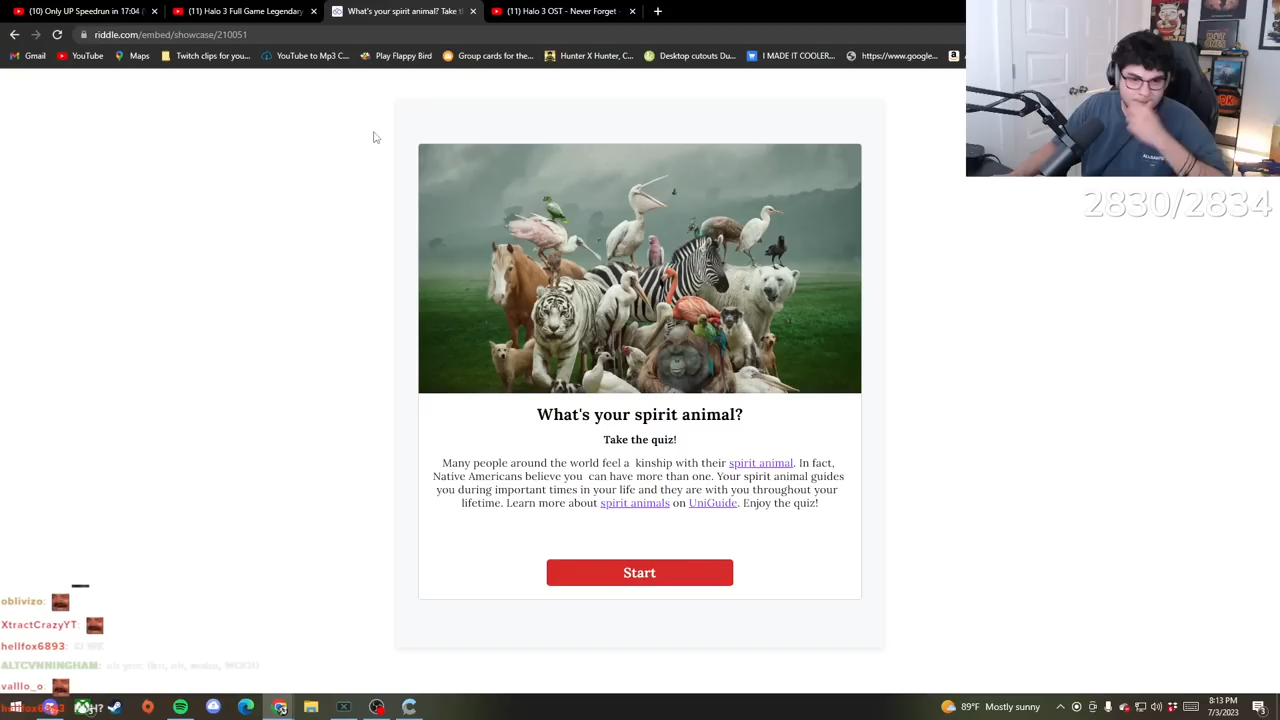 (10) Only UP Speedrun in 17:04 (
(11) Halo 3 Full Game Legendary
What's your spirit animal? Take t
(11) Halo 3 OST - Never Forget -
riddle.com/embed/showcase/210051
Gmail
YouTube
Maps
Twitch clips for you...
YouTube to Mp3 C...
Play Flappy Bird
Group cards for the...
Hunter X Hunter, C...
Desktop cutouts Du...
I MADE IT COOLER...
https://www.google...
2830/2834
What's your spirit animal?
Take the quiz!
Many people around the world feel a kinship with their spirit animal. In fact,
Native Americans believe you can have more than one. Your spirit animal guides
you during important times in your life and they are with you throughout your
lifetime. Learn more about spirit animals on UniGuide. Enjoy the quiz!
Start
oblivizo:
XtractCrazyYT:
hellfox6893:
ALTCVNNINGHAM:
valllo_o:
89°F Mostly sunny
8:13 PM
7/3/2023